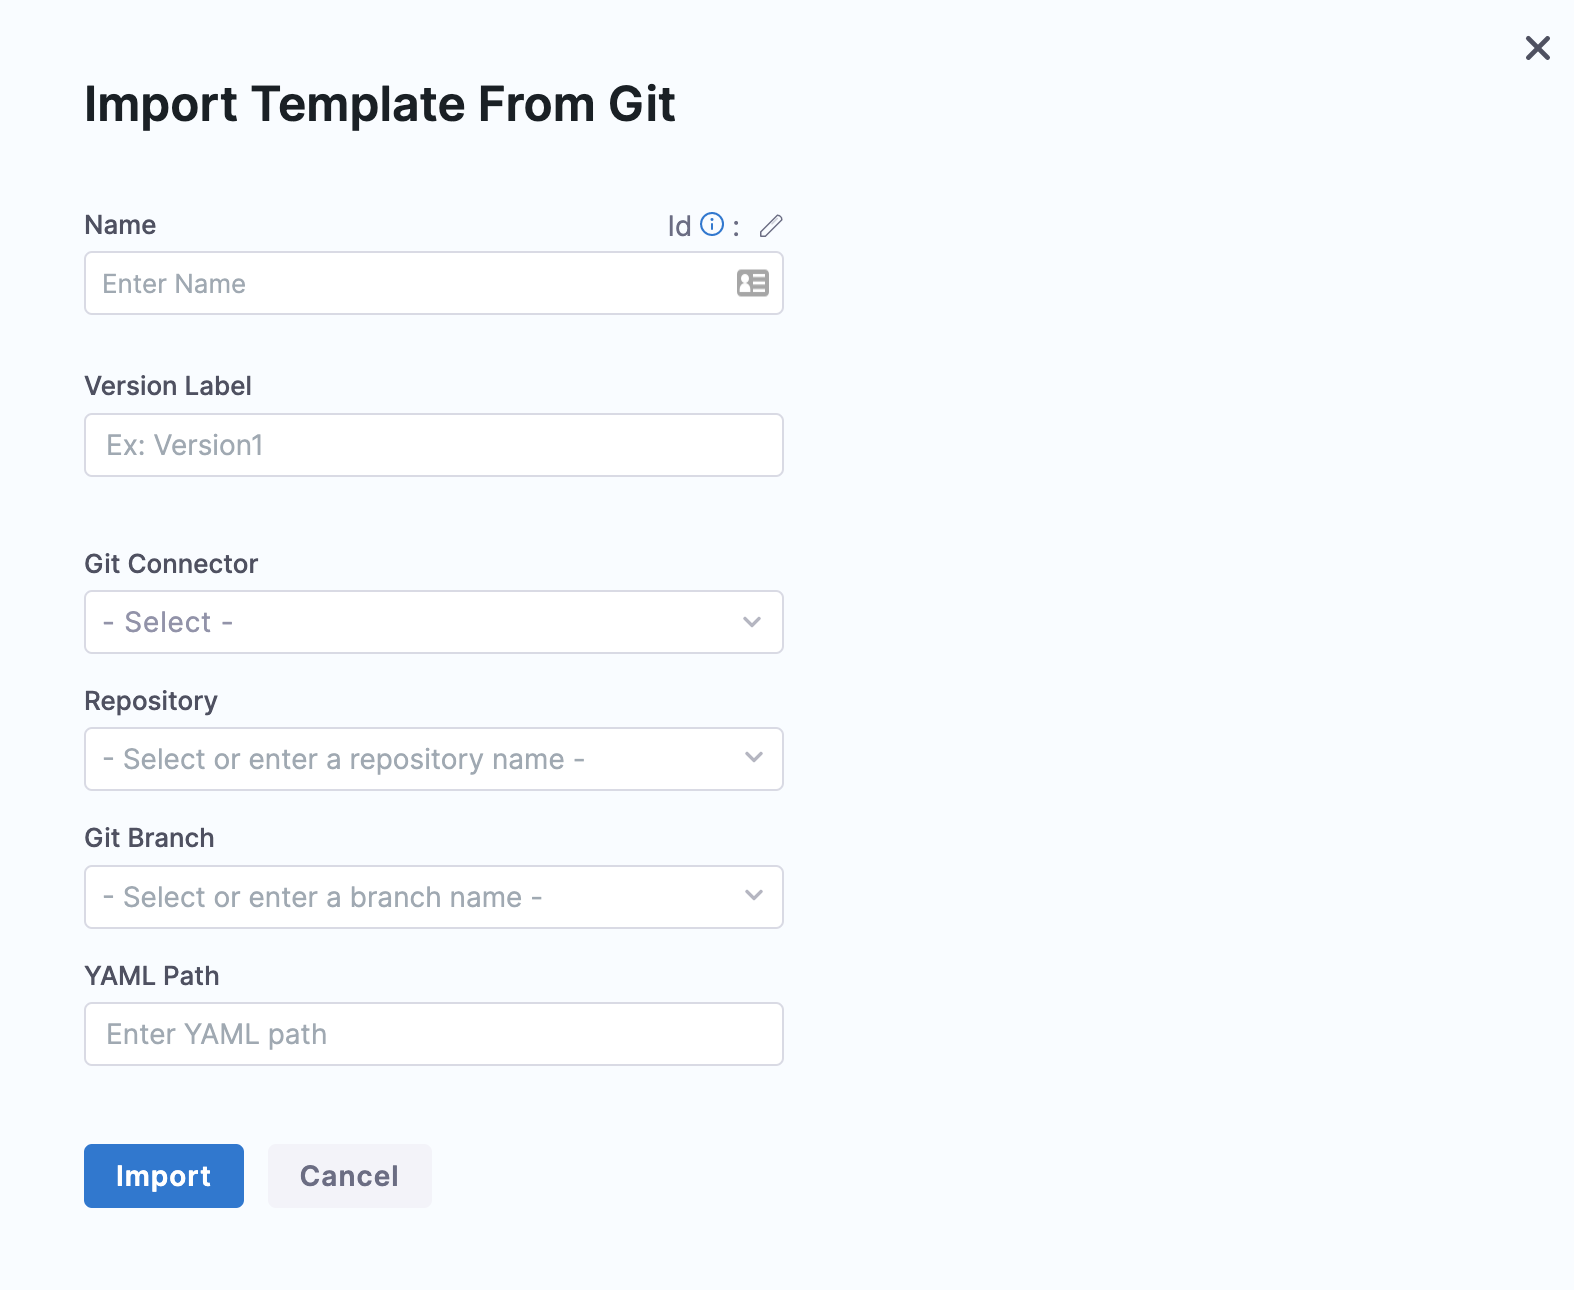 Import Template From Git
Name
Id :
Enter Name
Version Label
Ex: Version1
Git Connector
- Select -
Repository
- Select or enter a repository name -
Git Branch
- Select or enter a branch name -
YAML Path
Enter YAML path
Import
Cancel